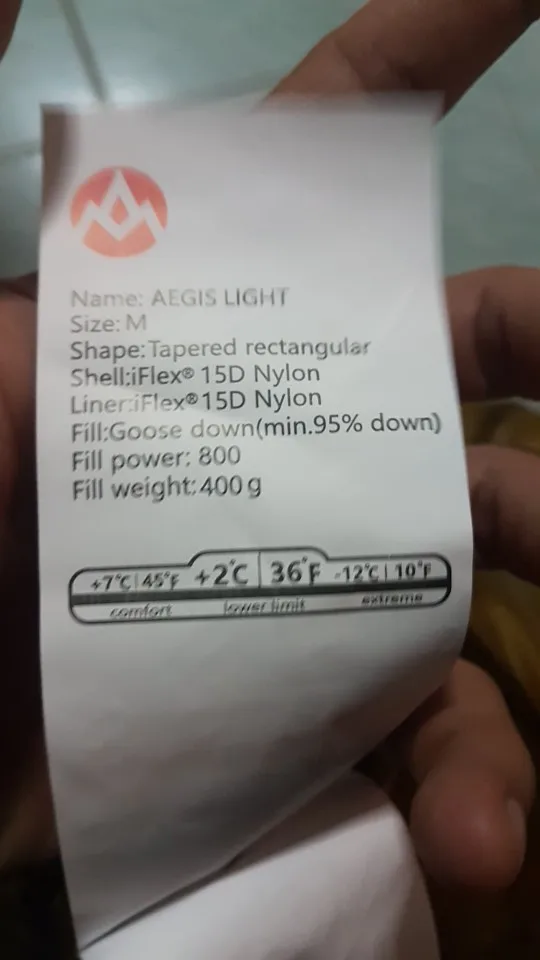 Name: AEGIS LIGHT
Size: M
Shape: Tapered rectangular
Shell:iFlex® 15D Nylon
Liner:iFlex® 15D Nylon
Fill:Goose down(min.95% down)
Fill power: 800
Fill weight:400 g
+7°C | 45°F +2°C | 36°F -12°C | 10°F
comfort lower limit extreme